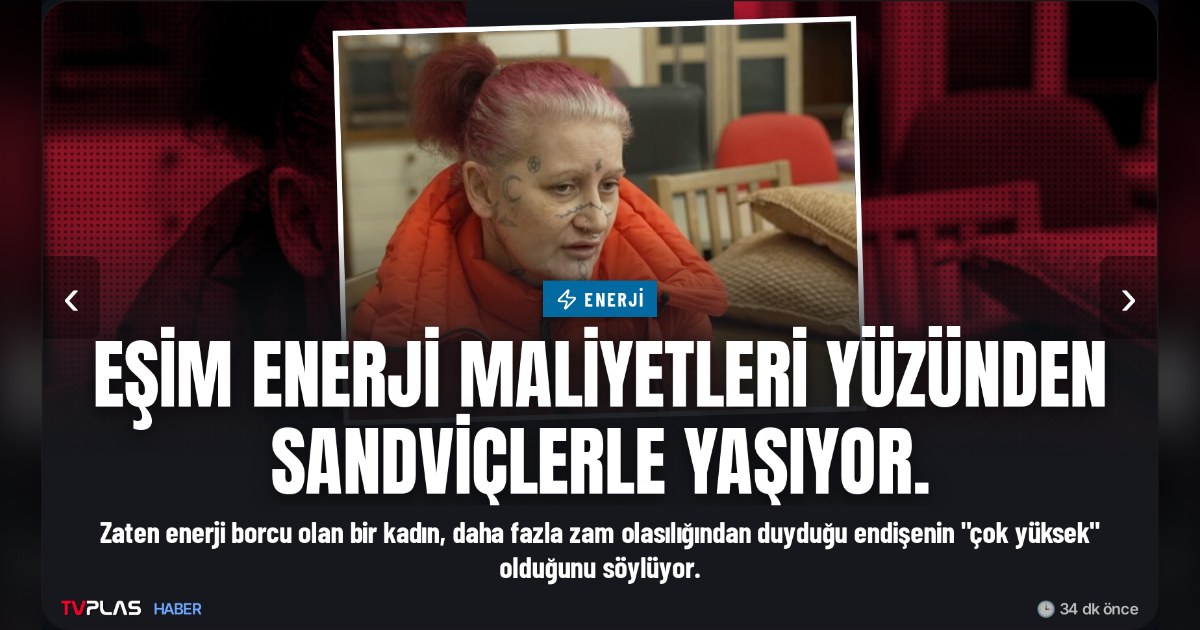 ENERJİ
EŞİM ENERJİ MALİYETLERİ YÜZÜNDEN
SANDVİÇLERLE YAŞIYOR.
Zaten enerji borcu olan bir kadın, daha fazla zam olasılığından duyduğu endişenin "çok yüksek"
olduğunu söylüyor.
TVPLAS HABER
34 dk önce